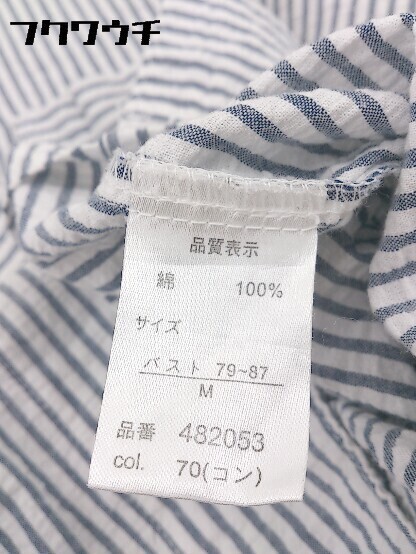 フクワウチ
品質表示
綿 100%
サイズ
バスト 79~87
M
品番 482053
col. 70(コン)